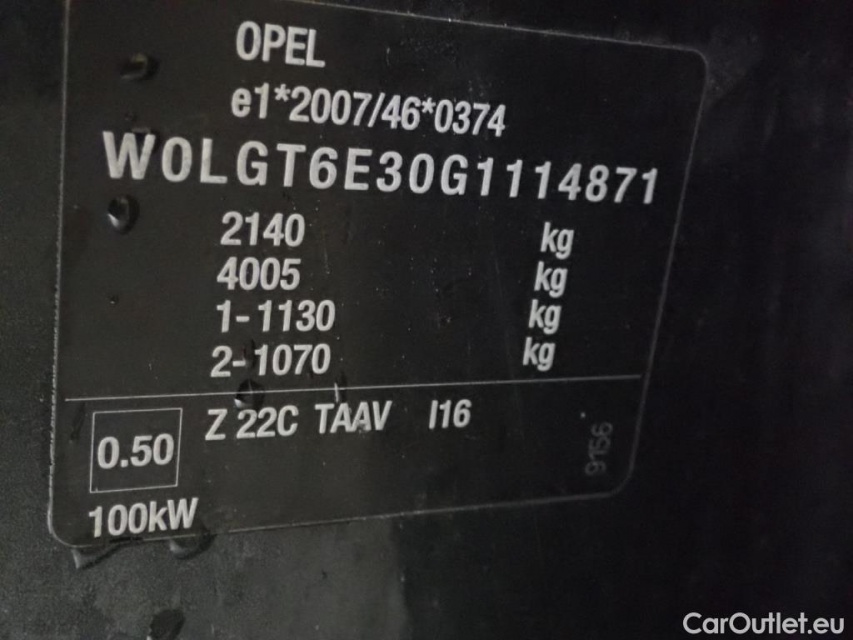 OPEL
e1*2007/46*0374
W0LGT6E30G1114871
2140 kg
4005 kg
1-1130 kg
2-1070 kg
0.50 Z 22C TAAV I16
9156
100kW
CarOutlet.eu